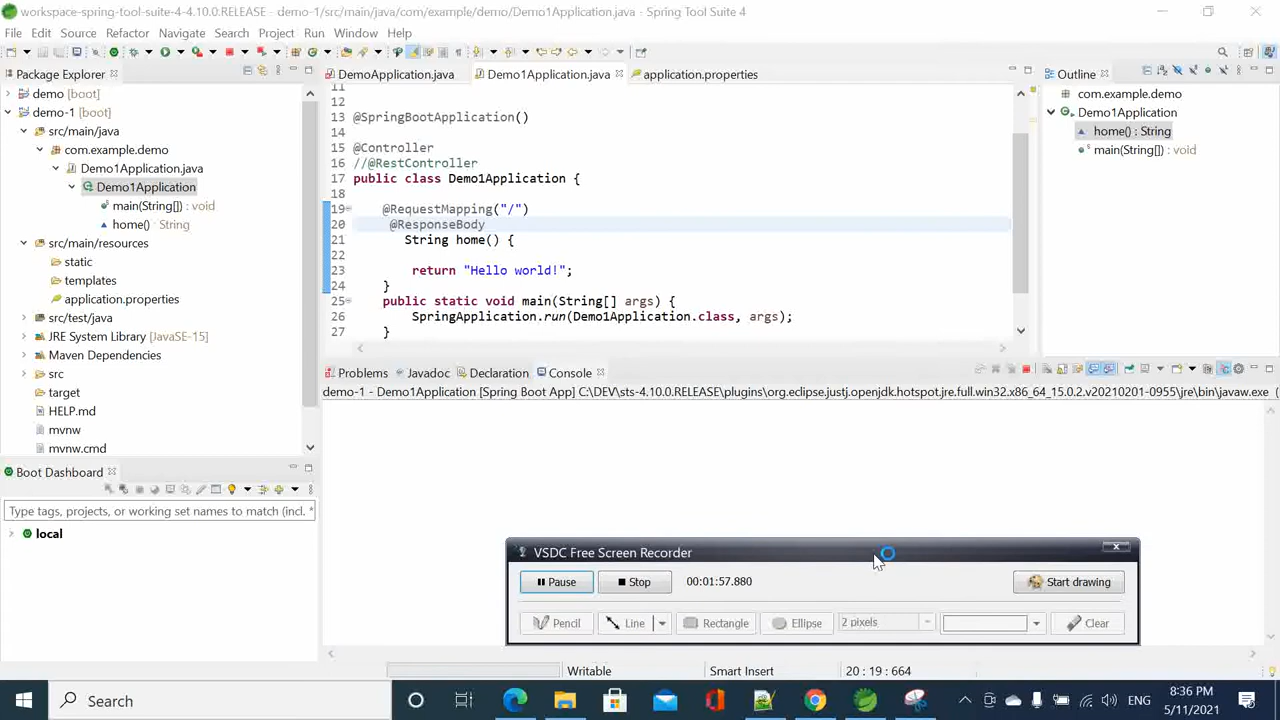 workspace-spring-tool-suite-4-4.10.0.RELEASE - demo-1/src/main/java/com/example/demo/Demo1Application.java - Spring Tool Suite 4
File Edit Source Refactor Navigate Search Project Run Window Help
Package Explorer
demo [boot]
demo-1 [boot]
src/main/java
com.example.demo
Demo1Application.java
Demo1Application
main(String[]) : void
home() String
src/main/resources
static
templates
application.properties
src/test/java
JRE System Library [JavaSE-15]
Maven Dependencies
src
target
HELP.md
mvnw
mvnw.cmd
Boot Dashboard
Type tags, projects, or working set names to match (incl. *
local
DemoApplication.java Demo1Application.java application.properties
11
12
13 @SpringBootApplication()
14
15 @Controller
16 //@RestController
17 public class Demo1Application {
18
19 @RequestMapping("/")
20 @ResponseBody
21 String home() {
22
23 return "Hello world!";
24 }
25 public static void main(String[] args) {
26 SpringApplication.run(Demo1Application.class, args);
27 }
Outline
com.example.demo
Demo1Application
home() : String
main(String[]) : void
Problems Javadoc Declaration Console
demo-1 - Demo1Application [Spring Boot App] C:\DEV\sts-4.10.0.RELEASE\plugins\org.eclipse.justj.openjdk.hotspot.jre.full.win32.x86_64_15.0.2.v20210201-0955\jre\bin\javaw.exe (
VSDC Free Screen Recorder
Pause Stop 00:01:57.880 Start drawing
Pencil Line Rectangle Ellipse 2 pixels Clear
Writable Smart Insert 20 : 19 : 664
Search
ENG
8:36 PM
5/11/2021